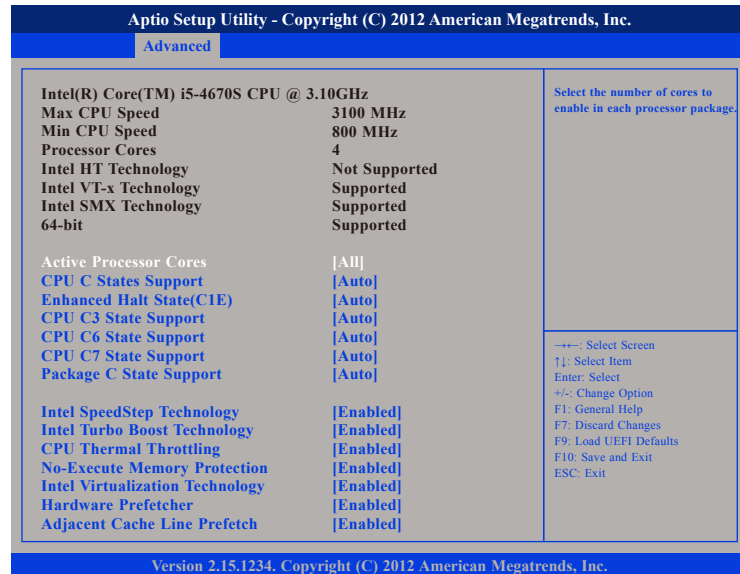 Aptio Setup Utility - Copyright (C) 2012 American Megatrends, Inc.
Advanced
Intel(R) Core(TM) i5-4670S CPU @ 3.10GHz
Max CPU Speed 3100 MHz
Min CPU Speed 800 MHz
Processor Cores 4
Intel HT Technology Not Supported
Intel VT-x Technology Supported
Intel SMX Technology Supported
64-bit Supported
Active Processor Cores [All]
CPU C States Support [Auto]
Enhanced Halt State(C1E) [Auto]
CPU C3 State Support [Auto]
CPU C6 State Support [Auto]
CPU C7 State Support [Auto]
Package C State Support [Auto]
Intel SpeedStep Technology [Enabled]
Intel Turbo Boost Technology [Enabled]
CPU Thermal Throttling [Enabled]
No-Execute Memory Protection [Enabled]
Intel Virtualization Technology [Enabled]
Hardware Prefetcher [Enabled]
Adjacent Cache Line Prefetch [Enabled]
Select the number of cores to
enable in each processor package.
→←: Select Screen
↑↓: Select Item
Enter: Select
+/-: Change Option
F1: General Help
F7: Discard Changes
F9: Load UEFI Defaults
F10: Save and Exit
ESC: Exit
Version 2.15.1234. Copyright (C) 2012 American Megatrends, Inc.